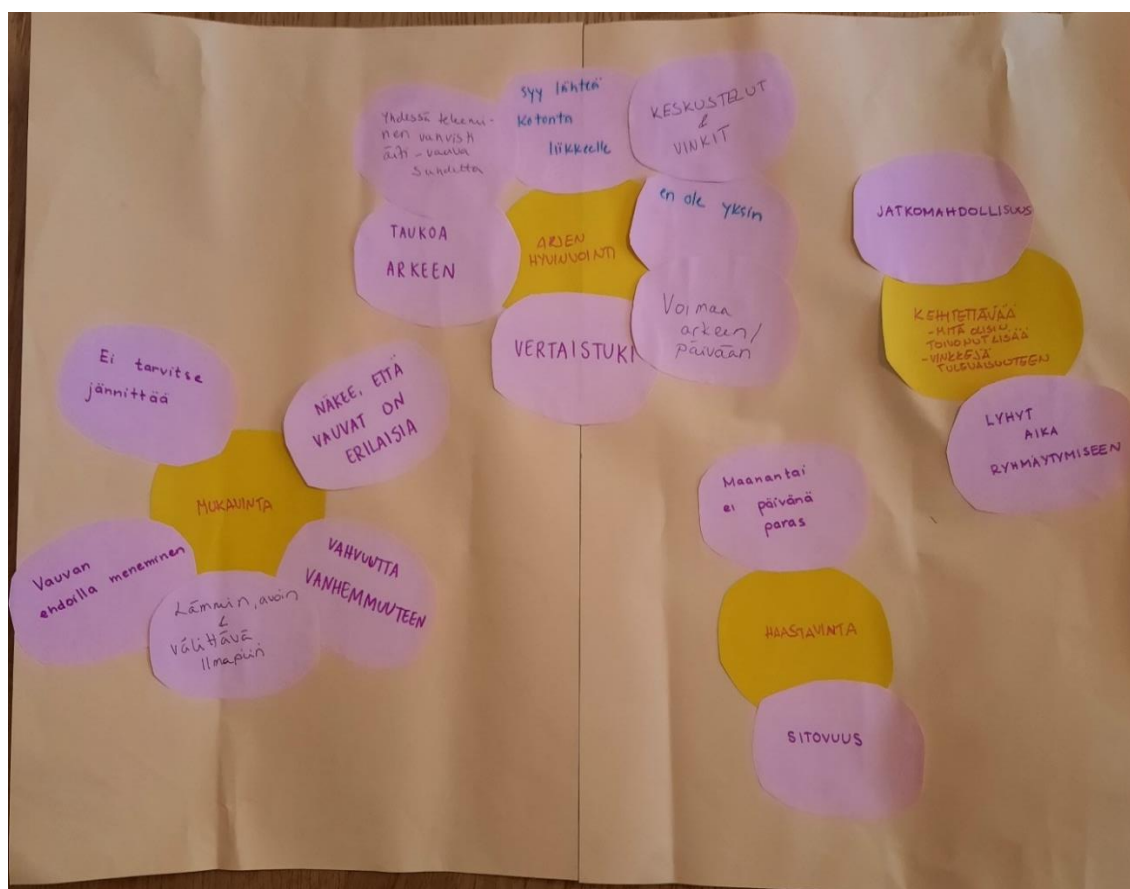 Yhdessä tekemi-
nen vahvisti
äiti-vauva
suhdetta
syy lähteä
kotonta
liikkeelle
KESKUSTELUT
&
VINKIT
en ole yksin
TAUKOA
ARKEEN
ARJEN
HYVINVOINTI
Voimaa
arkeen/
päivään
VERTAISTUKI
JATKOMAHDOLLISUUS
KEHITETTÄVÄÄ
- MITÄ OLISIN
TOIVONUT LISÄÄ
- VINKKEJÄ
TULEVAISUUTEEN
LYHYT
AIKA
RYHMÄYTYMISEEN
Ei tarvitse
jännittää
NÄKEE, ETTÄ
VAUVAT ON
ERILAISIA
MUKAVINTA
Vauvan
ehdoilla meneminen
Lämmin, avoin
&
välittävä
ilmapiiri
VAHVUUTTA
VANHEMMUUTEEN
Maanantai
ei päivänä
paras
HAASTAVINTA
SITOVUUS